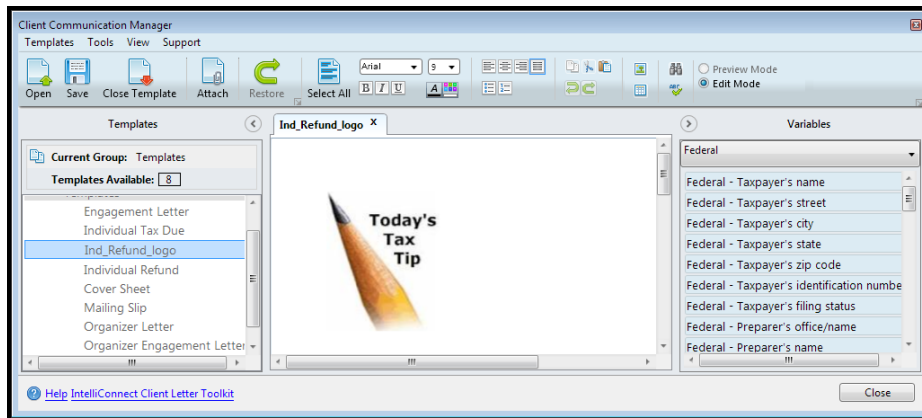 Client Communication Manager
Templates Tools View Support
Arial 9
Preview Mode
B I U A Edit Mode
Open Save Close Template Attach Restore Select All
Templates
Ind_Refund_logo X
Variables
Current Group: Templates
Templates Available: 8
Federal
Templates
Engagement Letter
Individual Tax Due
Ind_Refund_logo
Individual Refund
Cover Sheet
Mailing Slip
Organizer Letter
Organizer Engagement Letter
Today's
Tax
Tip
Federal - Taxpayer's name
Federal - Taxpayer's street
Federal - Taxpayer's city
Federal - Taxpayer's state
Federal - Taxpayer's zip code
Federal - Taxpayer's identification numbe
Federal - Taxpayer's filing status
Federal - Preparer's office/name
Federal - Preparer's name
Help IntelliConnect Client Letter Toolkit
Close